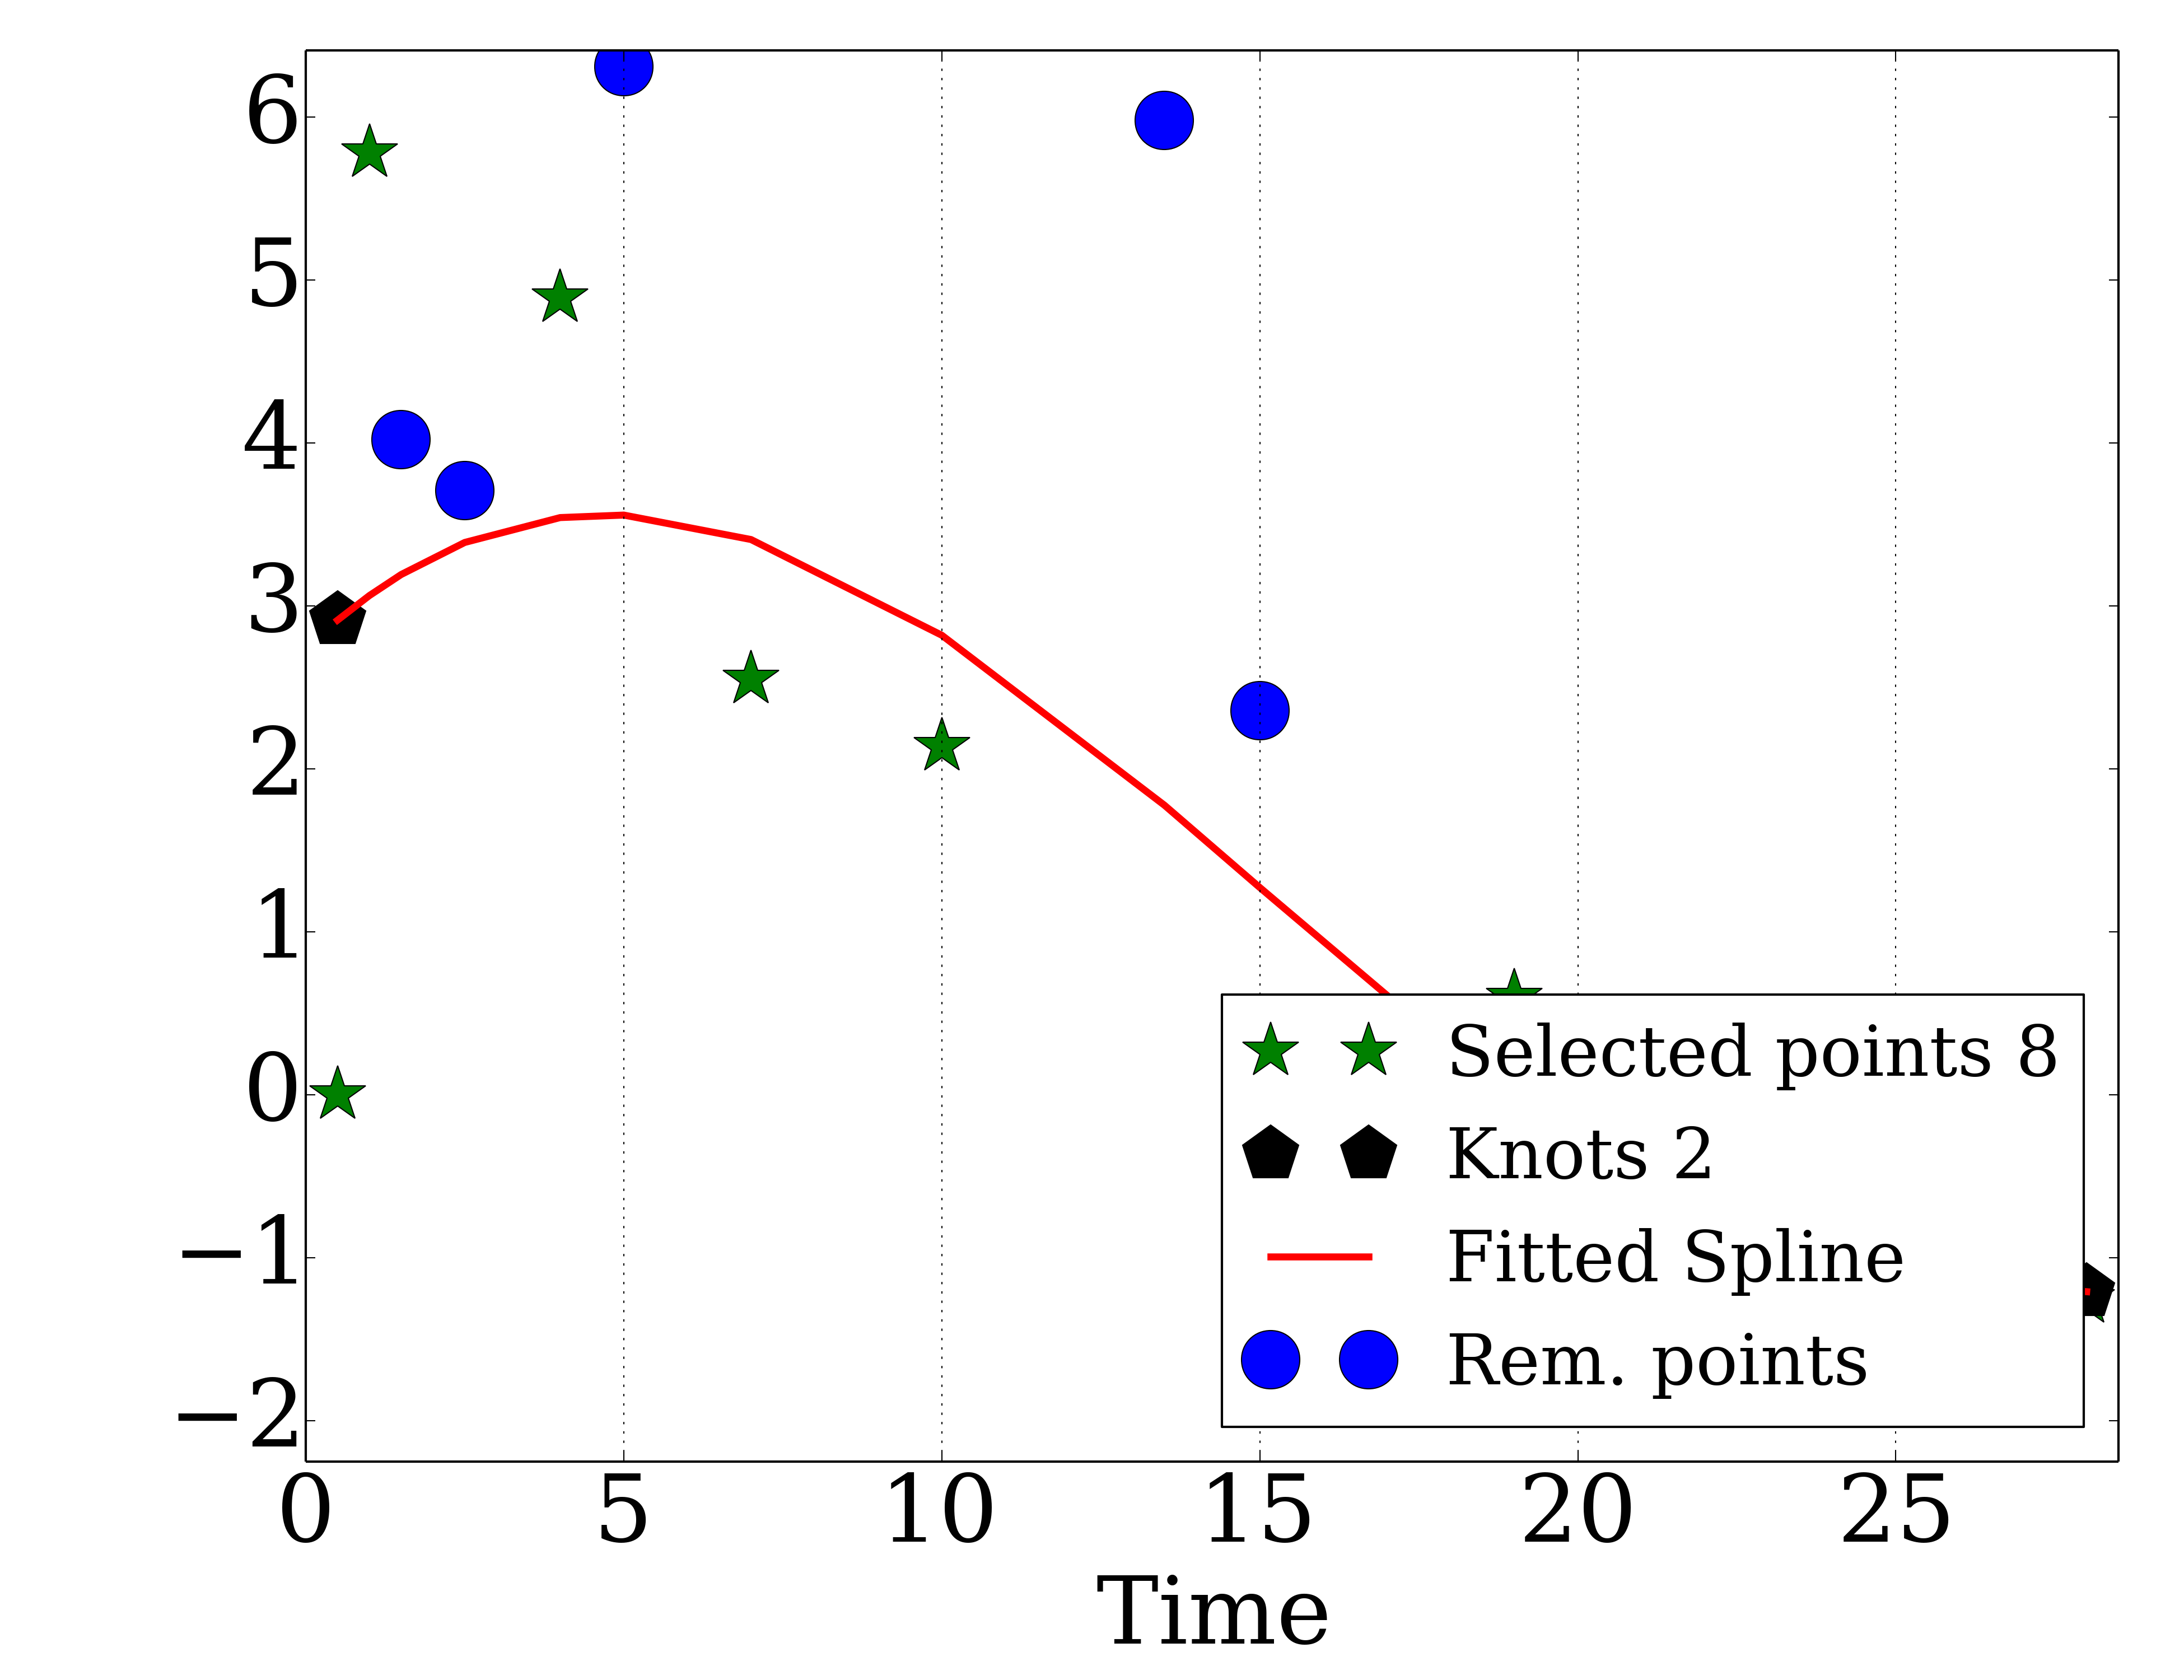 6
5
4
3
2
1
0
−1
−2
Selected points 8
Knots 2
Fitted Spline
Rem. points
0 5 10 15 20 25
Time